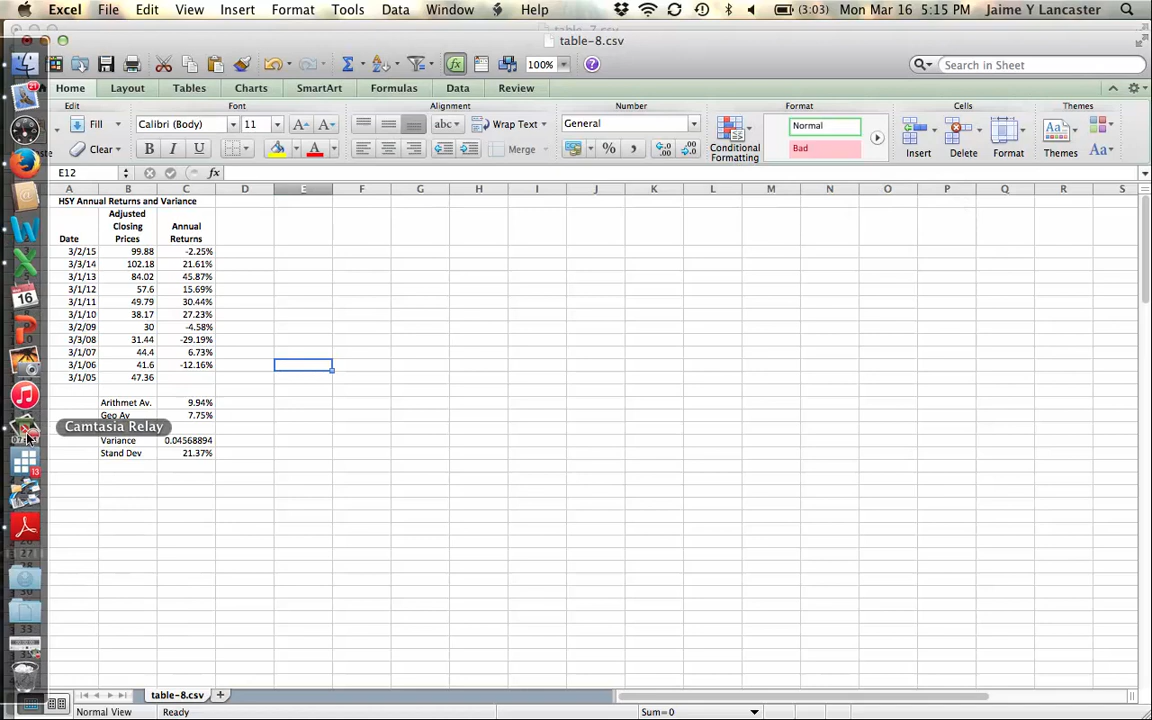 Excel File Edit View Insert Format Tools Data Window Help (3:03) Mon Mar 16 5:15 PM Jaime Y Lancaster
table-8.csv
100% Search in Sheet
Home Layout Tables Charts SmartArt Formulas Data Review
Edit Font Alignment Number Format Cells Themes
Fill Calibri (Body) 11 A A abc Wrap Text General Normal
Clear B I U A Merge % , Conditional Formatting Bad Insert Delete Format Themes Aa
E12 fx
A B C D E F G H I J K L M N O P Q R S
HSY Annual Returns and Variance
Date Adjusted Closing Prices Annual Returns
3/2/15 99.88 -2.25%
3/3/14 102.18 21.61%
3/1/13 84.02 45.87%
3/1/12 57.6 15.69%
3/1/11 49.79 30.44%
3/1/10 38.17 27.23%
3/2/09 30 -4.58%
3/3/08 31.44 -29.19%
3/1/07 44.4 6.73%
3/1/06 41.6 -12.16%
3/1/05 47.36
Arithmet Av. 9.94%
Geo Av 7.75%
Camtasia Relay
Variance 0.04568894
Stand Dev 21.37%
table-8.csv
Normal View Ready Sum=0